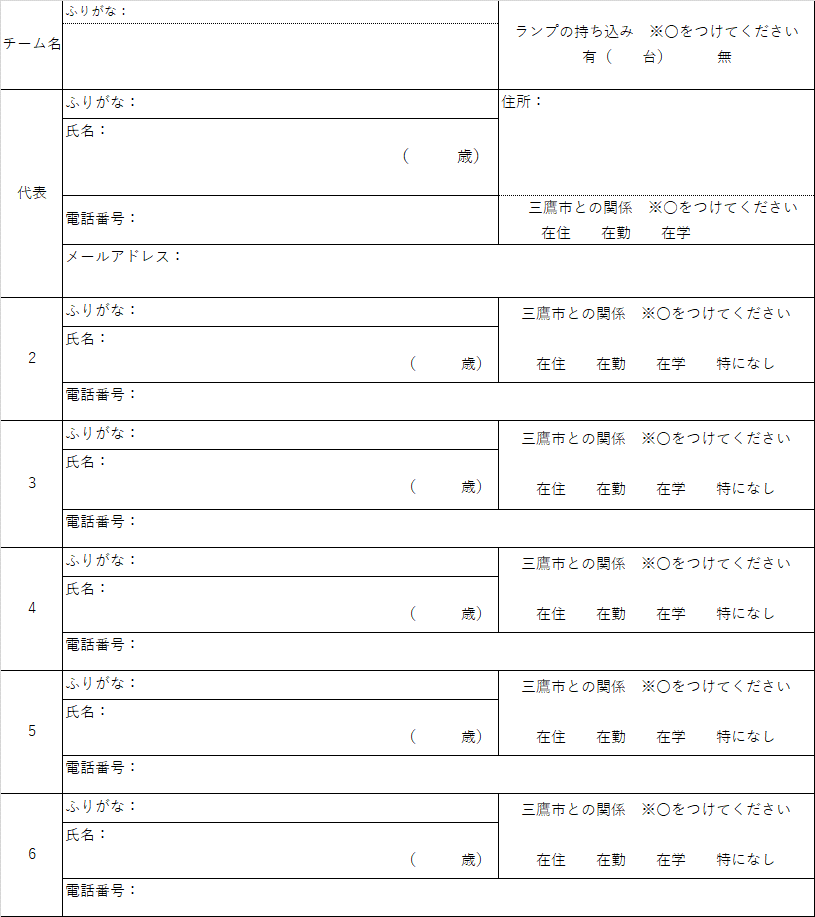 ふりがな：
チーム名
ランプの持ち込み　※〇をつけてください
有（　　台）　　　無
代表
ふりがな：
氏名：
（　　　歳）
住所：
電話番号：
三鷹市との関係　※〇をつけてください
在住　　在勤　　在学
メールアドレス：
2
ふりがな：
氏名：
（　　　歳）
三鷹市との関係　※〇をつけてください
在住　　在勤　　在学　　特になし
電話番号：
3
ふりがな：
氏名：
（　　　歳）
三鷹市との関係　※〇をつけてください
在住　　在勤　　在学　　特になし
電話番号：
4
ふりがな：
氏名：
（　　　歳）
三鷹市との関係　※〇をつけてください
在住　　在勤　　在学　　特になし
電話番号：
5
ふりがな：
氏名：
（　　　歳）
三鷹市との関係　※〇をつけてください
在住　　在勤　　在学　　特になし
電話番号：
6
ふりがな：
氏名：
（　　　歳）
三鷹市との関係　※〇をつけてください
在住　　在勤　　在学　　特になし
電話番号：